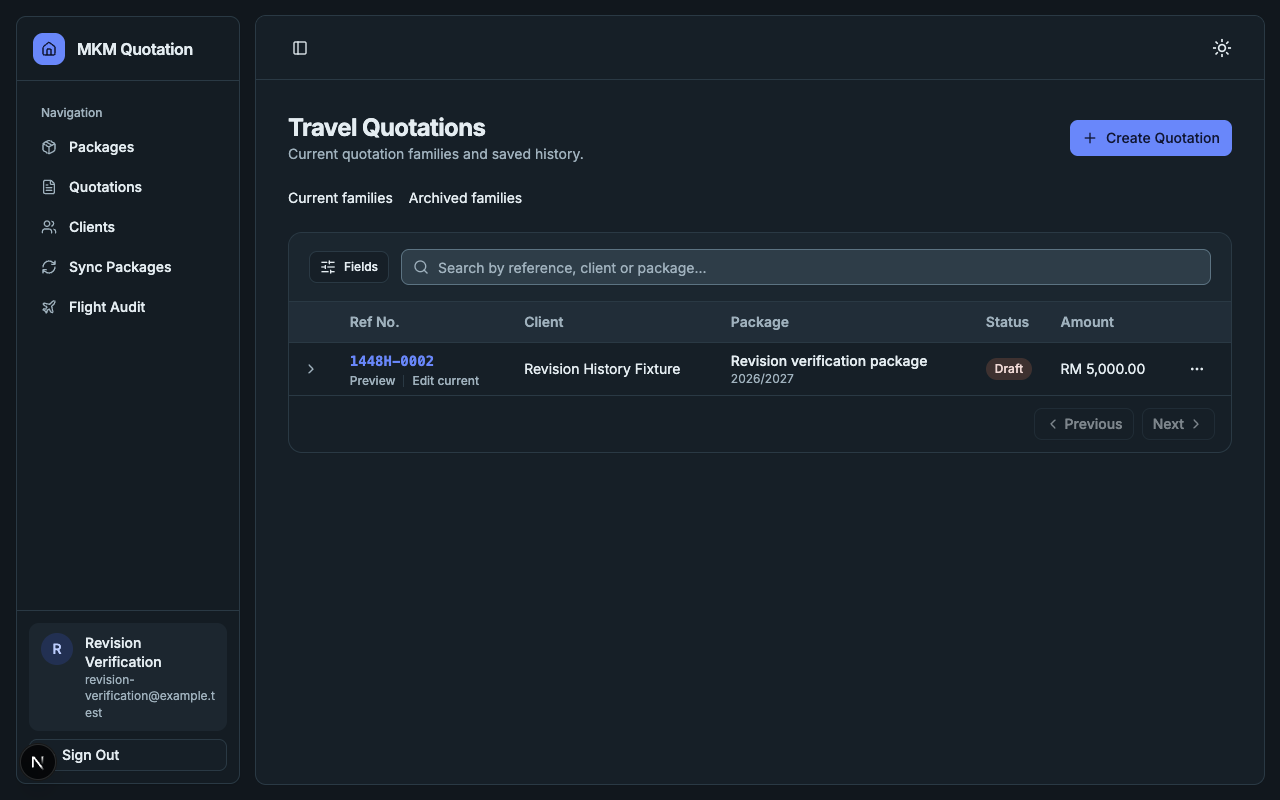 MKM Quotation
Navigation
Packages
Quotations
Clients
Sync Packages
Flight Audit
Revision
Verification
revision-
verification@example.t
est
Sign Out
N
Travel Quotations
Current quotation families and saved history.
Create Quotation
Current families Archived families
Fields Search by reference, client or package...
Ref No. Client Package Status Amount
1448H-0002 Revision History Fixture Revision verification package Draft RM 5,000.00
Preview Edit current 2026/2027
Previous Next
R